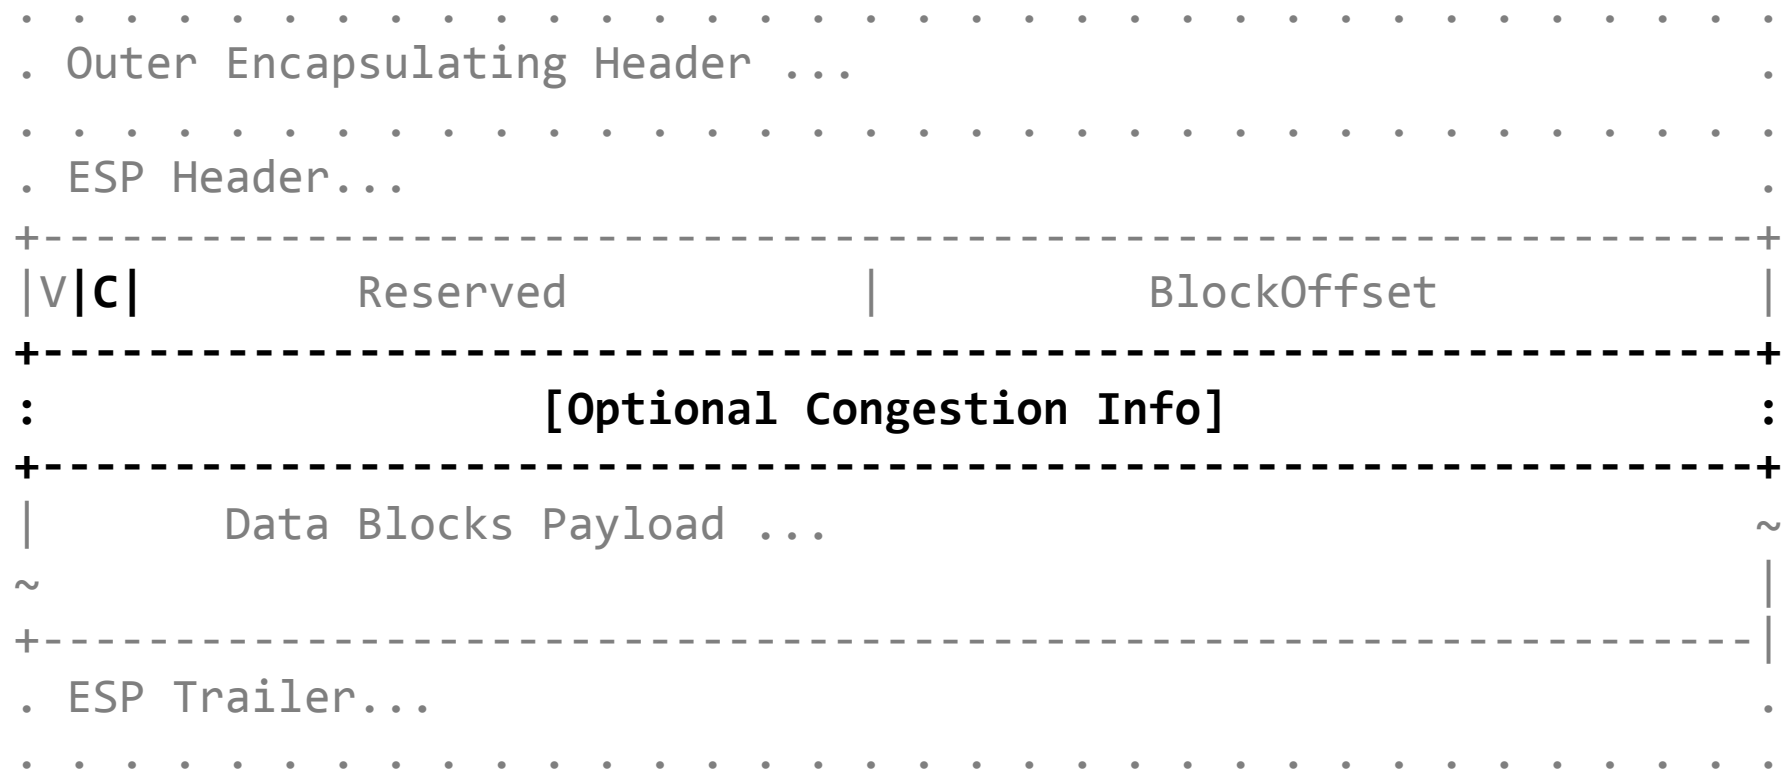 . . . . . . . . . . . . . . . . . . . . . . . . . . . . . . . . . .
. Outer Encapsulating Header ...                                  .
. . . . . . . . . . . . . . . . . . . . . . . . . . . . . . . . . .
. ESP Header...                                                   .
+-----------------------------------------------------------------+
|V|C|        Reserved           |          BlockOffset            |
+-----------------------------------------------------------------+
:                   [Optional Congestion Info]                    :
+-----------------------------------------------------------------+
|       Data Blocks Payload ...                                   ~
~                                                                 |
+-----------------------------------------------------------------|
. ESP Trailer...                                                  .
. . . . . . . . . . . . . . . . . . . . . . . . . . . . . . . . . .